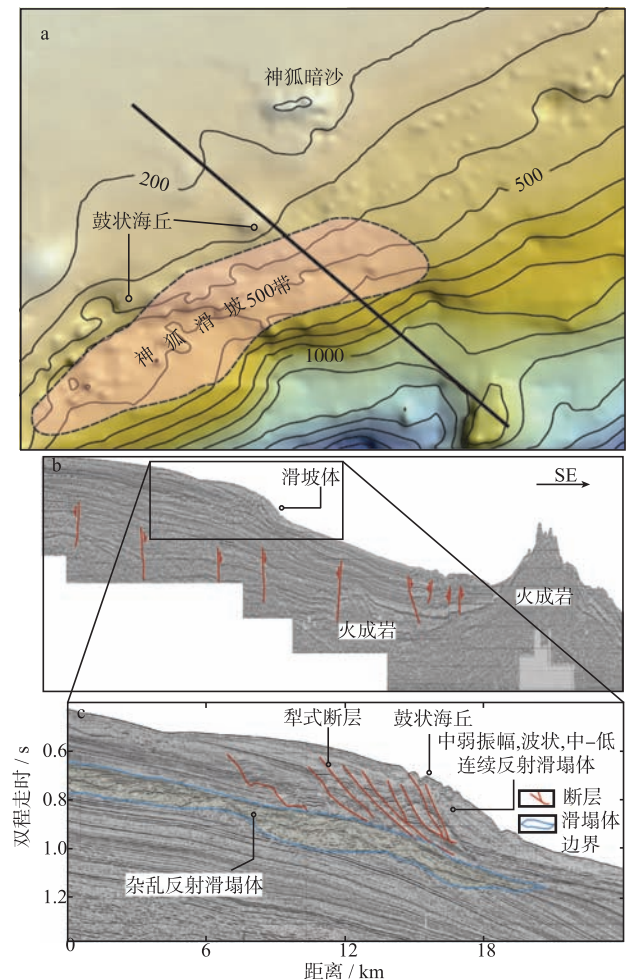 a
神狐暗沙
200
500
鼓状海丘
神狐滑坡500带
1000
b
滑坡体
SE
火成岩
火成岩
c
犁式断层
鼓状海丘
中弱振幅,波状,中-低
连续反射滑塌体
断层
滑塌体
边界
杂乱反射滑塌体
双程走时 / s
0.6
0.8
1.0
1.2
0
6
12
18
距离 / km